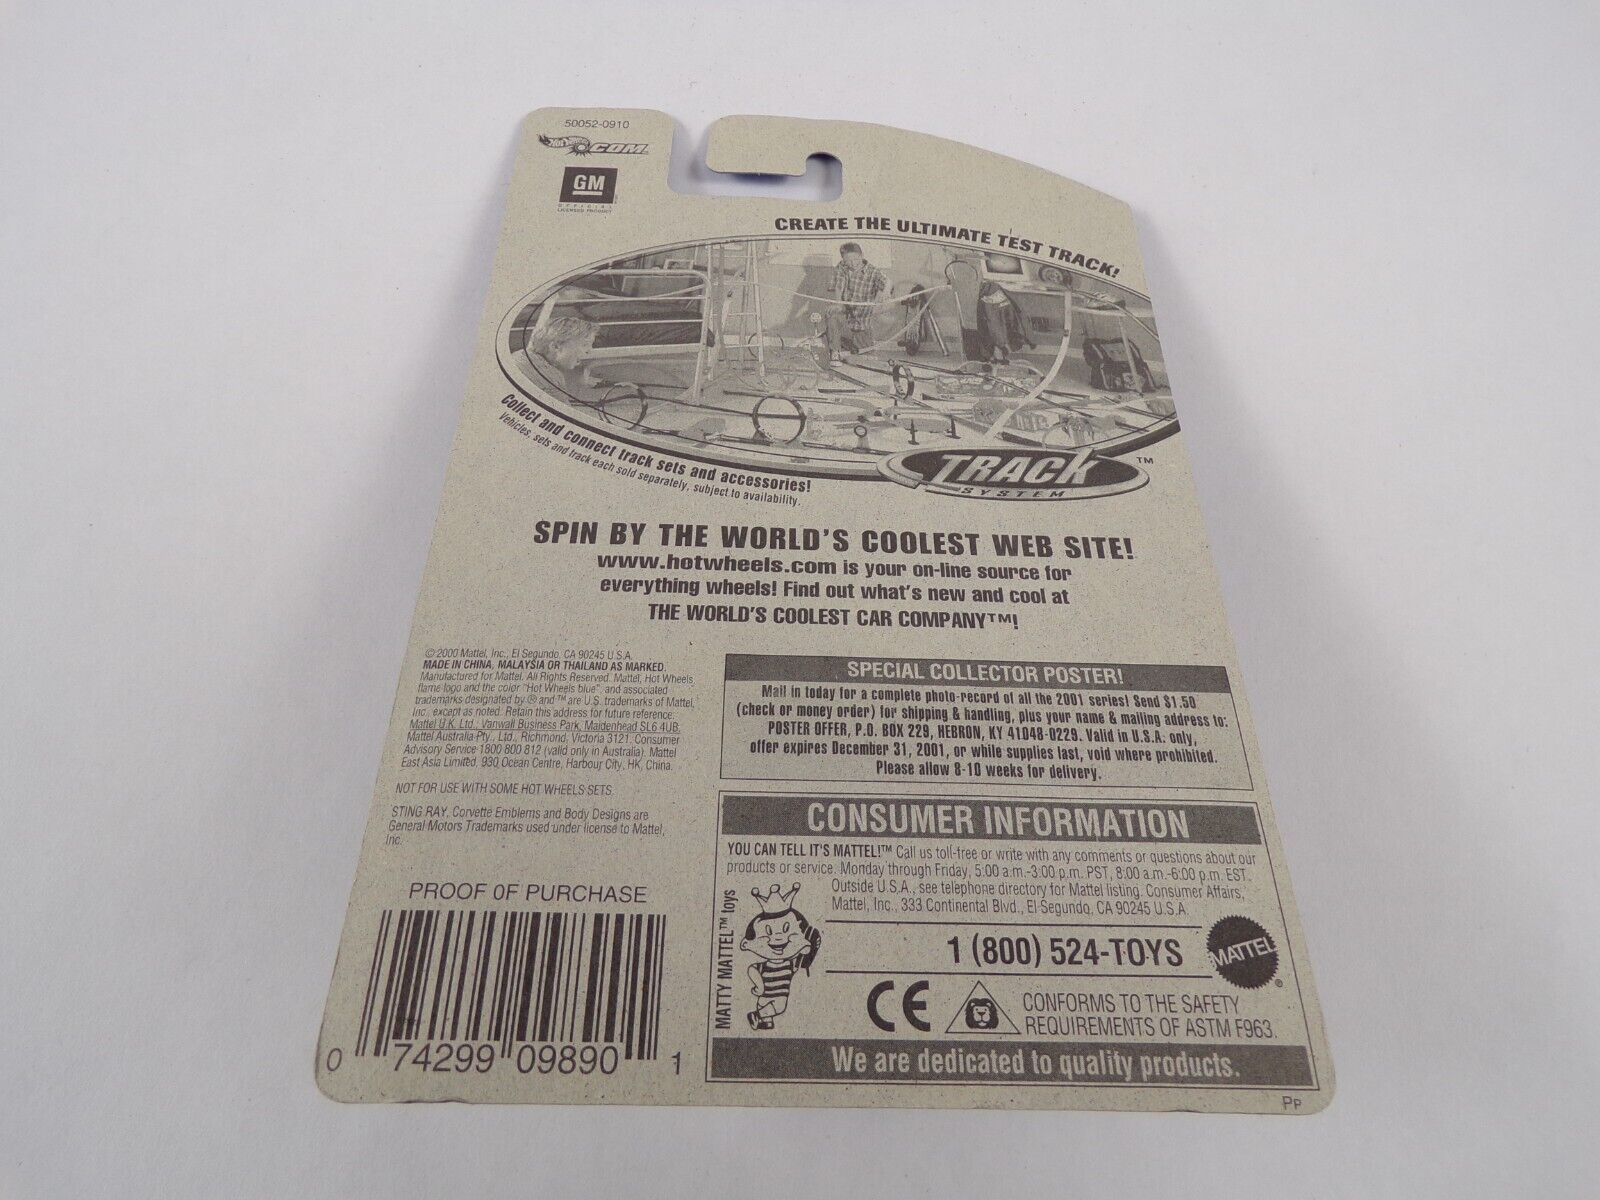 50052-0910
Hot Wheels .COM™
GM
OFFICIAL
LICENSED PRODUCT
CREATE THE ULTIMATE TEST TRACK!
Collect and connect track sets and accessories!
Vehicles, sets and track each sold separately, subject to availability.
TRACK™
SYSTEM
SPIN BY THE WORLD'S COOLEST WEB SITE!
www.hotwheels.com is your on-line source for
everything wheels! Find out what's new and cool at
THE WORLD'S COOLEST CAR COMPANY™!
© 2000 Mattel, Inc., El Segundo, CA 90245 U.S.A.
MADE IN CHINA, MALAYSIA OR THAILAND AS MARKED.
Manufactured for Mattel. All Rights Reserved. Mattel, Hot Wheels,
flame logo and the color "Hot Wheels blue", and associated
trademarks designated by ® and ™ are U.S. trademarks of Mattel,
Inc., except as noted. Retain this address for future reference:
Mattel U.K. Ltd., Vanwall Business Park, Maidenhead SL6 4UB.
Mattel Australia Pty., Ltd., Richmond, Victoria 3121. Consumer
Advisory Service 1800 800 812 (valid only in Australia). Mattel
East Asia Limited, 930 Ocean Centre, Harbour City, HK, China.
NOT FOR USE WITH SOME HOT WHEELS SETS.
STING RAY, Corvette Emblems and Body Designs are
General Motors Trademarks used under license to Mattel,
Inc.
SPECIAL COLLECTOR POSTER!
Mail in today for a complete photo-record of all the 2001 series! Send $1.50
(check or money order) for shipping & handling, plus your name & mailing address to:
POSTER OFFER, P.O. BOX 229, HEBRON, KY 41048-0229. Valid in U.S.A. only,
offer expires December 31, 2001, or while supplies last, void where prohibited.
Please allow 8-10 weeks for delivery.
CONSUMER INFORMATION
YOU CAN TELL IT'S MATTEL!™ Call us toll-free or write with any comments or questions about our
products or service. Monday through Friday, 5:00 a.m.-3:00 p.m. PST, 8:00 a.m.-6:00 p.m. EST.
Outside U.S.A., see telephone directory for Mattel listing. Consumer Affairs,
Mattel, Inc., 333 Continental Blvd., El Segundo, CA 90245 U.S.A.
MATTY MATTEL™ toys
1 (800) 524-TOYS
MATTEL®
CE
CONFORMS TO THE SAFETY
REQUIREMENTS OF ASTM F963.
We are dedicated to quality products.
PROOF OF PURCHASE
0 74299 09890 1
PP